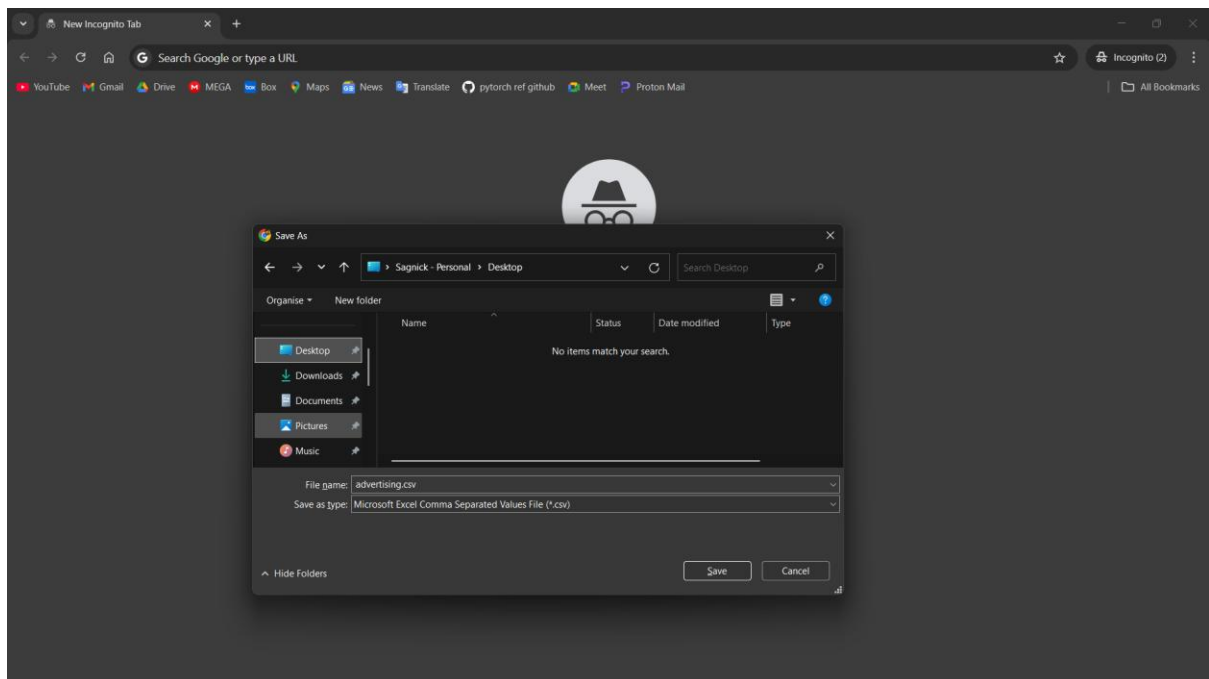 New Incognito Tab
Search Google or type a URL
Incognito (2)
YouTube Gmail Drive MEGA box Box Maps News Translate pytorch ref github Meet Proton Mail All Bookmarks
Save As
Sagnick - Personal > Desktop
Search Desktop
Organise New folder
Name Status Date modified Type
Desktop
No items match your search.
Downloads
Documents
Pictures
Music
File name: advertising.csv
Save as type: Microsoft Excel Comma Separated Values File (*.csv)
Hide Folders
Save Cancel